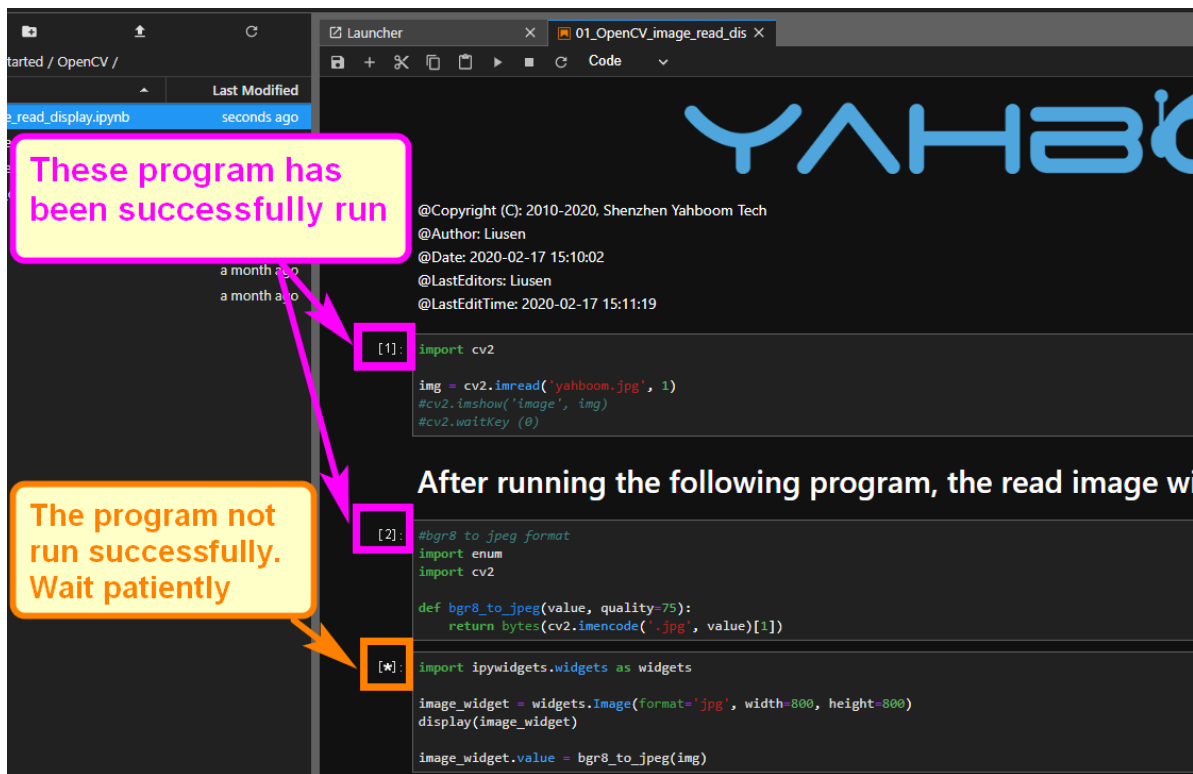 Launcher
01_OpenCV_image_read_dis
tarted / OpenCV /
Code
Last Modified
e_read_display.ipynb
seconds ago
YAHBO
These program has
been successfully run
@Copyright (C): 2010-2020, Shenzhen Yahboom Tech
@Author: Liusen
@Date: 2020-02-17 15:10:02
@LastEditors: Liusen
@LastEditTime: 2020-02-17 15:11:19
a month ago
a month ago
[1]:
import cv2
img = cv2.imread('yahboom.jpg', 1)
#cv2.imshow('image', img)
#cv2.waitKey (0)
After running the following program, the read image wi
The program not
run successfully.
Wait patiently
[2]:
#bgr8 to jpeg format
import enum
import cv2
def bgr8_to_jpeg(value, quality=75):
return bytes(cv2.imencode('.jpg', value)[1])
[*]:
import ipywidgets.widgets as widgets
image_widget = widgets.Image(format='jpg', width=800, height=800)
display(image_widget)
image_widget.value = bgr8_to_jpeg(img)